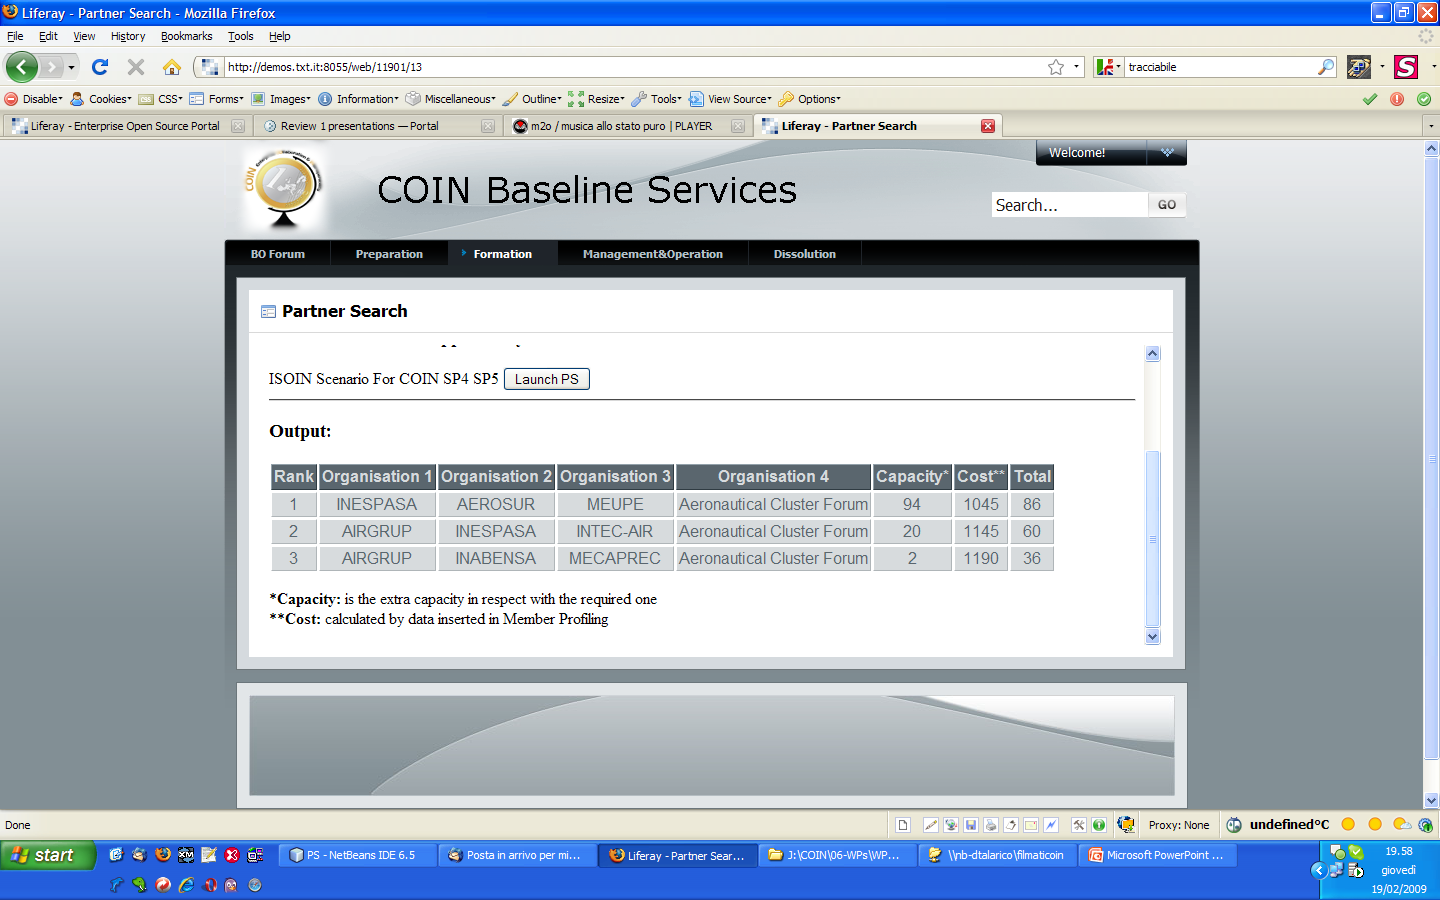 Liferay - Partner Search - Mozilla Firefox
File Edit View History Bookmarks Tools Help
http://demos.txt.it:8055/web/11901/13
tracciabile
Disable Cookies CSS Forms Images Information Miscellaneous Outline Resize Tools View Source Options
Liferay - Enterprise Open Source Portal
Review 1 presentations — Portal
m2o / musica allo stato puro | PLAYER
Liferay - Partner Search
COIN
COIN Baseline Services
Welcome!
Search...
GO
BO Forum Preparation Formation Management&Operation Dissolution
Partner Search
ISOIN Scenario For COIN SP4 SP5 Launch PS
Output:
Rank Organisation 1 Organisation 2 Organisation 3 Organisation 4 Capacity* Cost** Total
1 INESPASA AEROSUR MEUPE Aeronautical Cluster Forum 94 1045 86
2 AIRGRUP INESPASA INTEC-AIR Aeronautical Cluster Forum 20 1145 60
3 AIRGRUP INABENSA MECAPREC Aeronautical Cluster Forum 2 1190 36
*Capacity: is the extra capacity in respect with the required one
**Cost: calculated by data inserted in Member Profiling
Done
Proxy: None
undefined°C
start
PS - NetBeans IDE 6.5
Posta in arrivo per mi...
Liferay - Partner Sear...
J:\COIN\06-WPs\WP...
\\nb-dtalarico\filmaticoin
Microsoft PowerPoint ...
19.58
giovedì
19/02/2009